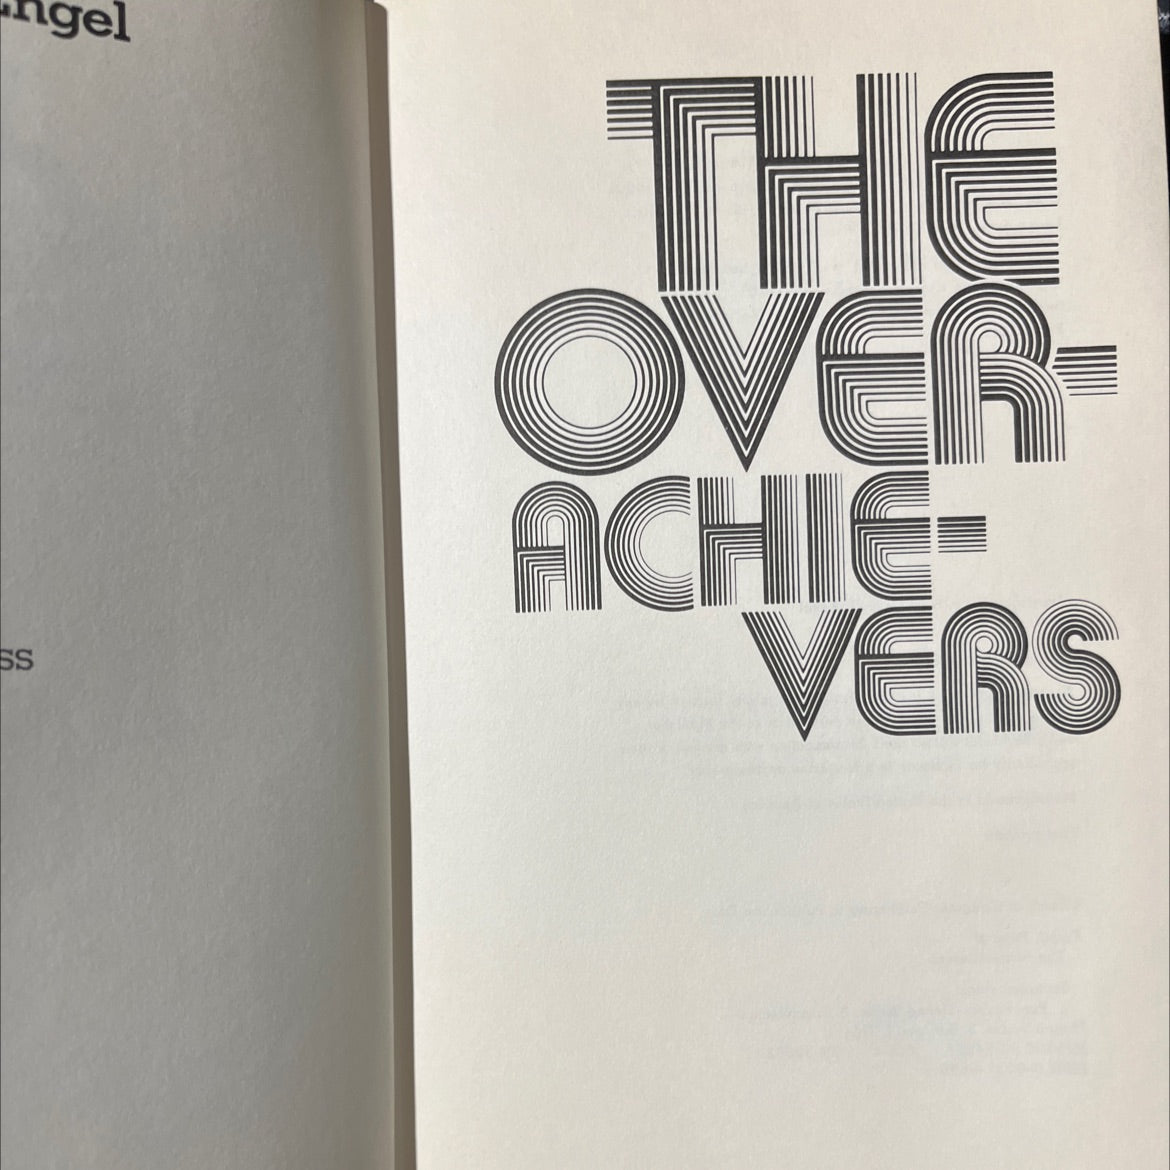 ngel
ss
THE
OVER-
ACHIE-
VERS